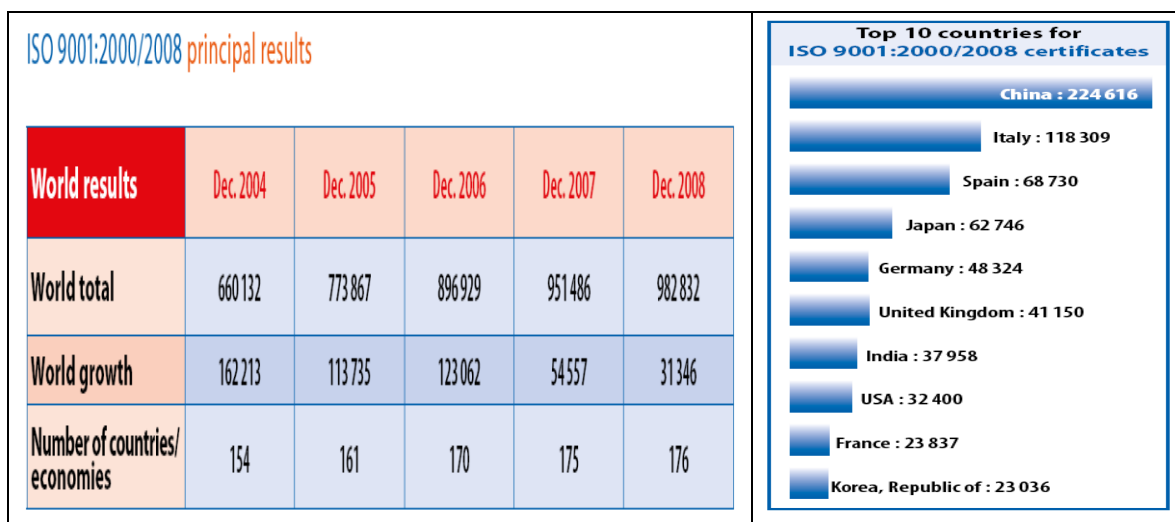 ISO 9001:2000/2008 principal results
World results Dec. 2004 Dec. 2005 Dec. 2006 Dec. 2007 Dec. 2008
World total 660 132 773 867 896 929 951 486 982 832
World growth 162 213 113 735 123 062 54 557 31 346
Number of countries/
economies 154 161 170 175 176
Top 10 countries for
ISO 9001:2000/2008 certificates
China : 224 616
Italy : 118 309
Spain : 68 730
Japan : 62 746
Germany : 48 324
United Kingdom : 41 150
India : 37 958
USA : 32 400
France : 23 837
Korea, Republic of : 23 036